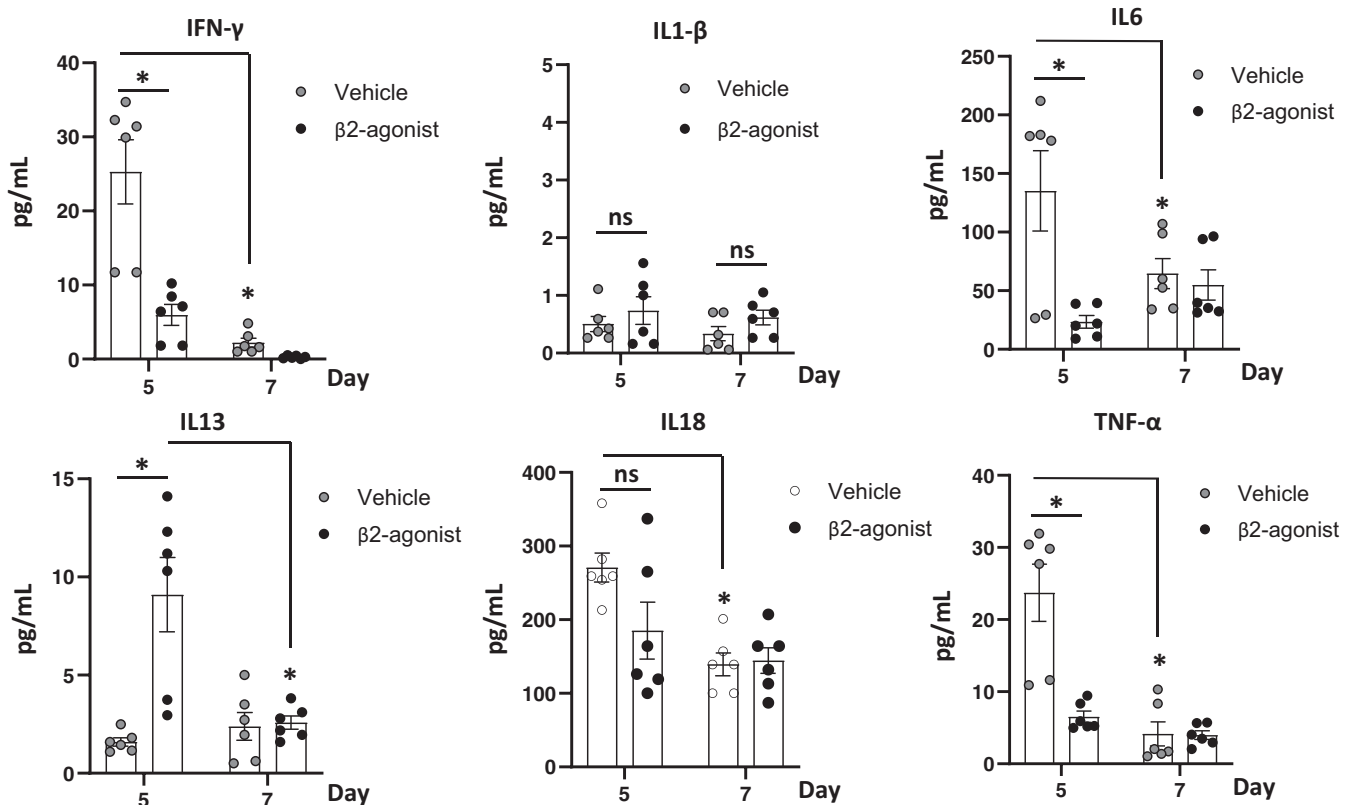 IFN-γ
40
30
20
10
0
pg/mL
*
*
Vehicle
β2-agonist
5
7
Day
IL1-β
5
4
3
2
1
0
pg/mL
ns
ns
Vehicle
β2-agonist
5
7
Day
IL6
250
200
150
100
50
0
pg/mL
*
*
Vehicle
β2-agonist
5
7
Day
IL13
15
10
5
0
pg/mL
*
*
Vehicle
β2-agonist
5
7
Day
IL18
400
300
200
100
0
pg/mL
ns
*
Vehicle
β2-agonist
5
7
Day
TNF-α
40
30
20
10
0
pg/mL
*
*
Vehicle
β2-agonist
5
7
Day